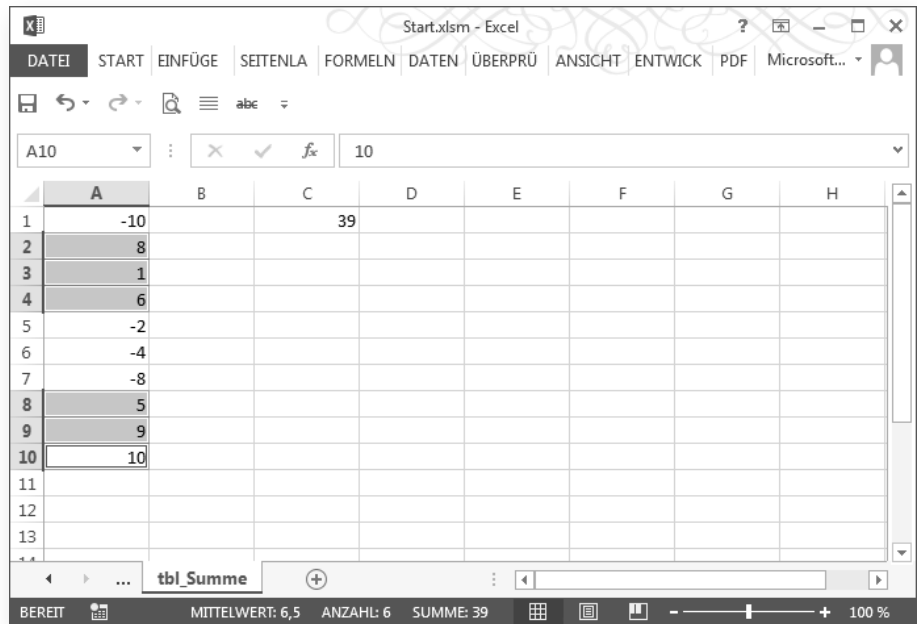 Start.xlsm - Excel ?
DATEI START EINFÜGE SEITENLA FORMELN DATEN ÜBERPRÜ ANSICHT ENTWICK PDF Microsoft...
abc
A10 fx 10
A B C D E F G H
1 -10 39
2 8
3 1
4 6
5 -2
6 -4
7 -8
8 5
9 9
10 10
11
12
13
... tbl_Summe
BEREIT MITTELWERT: 6,5 ANZAHL: 6 SUMME: 39 - + 100 %